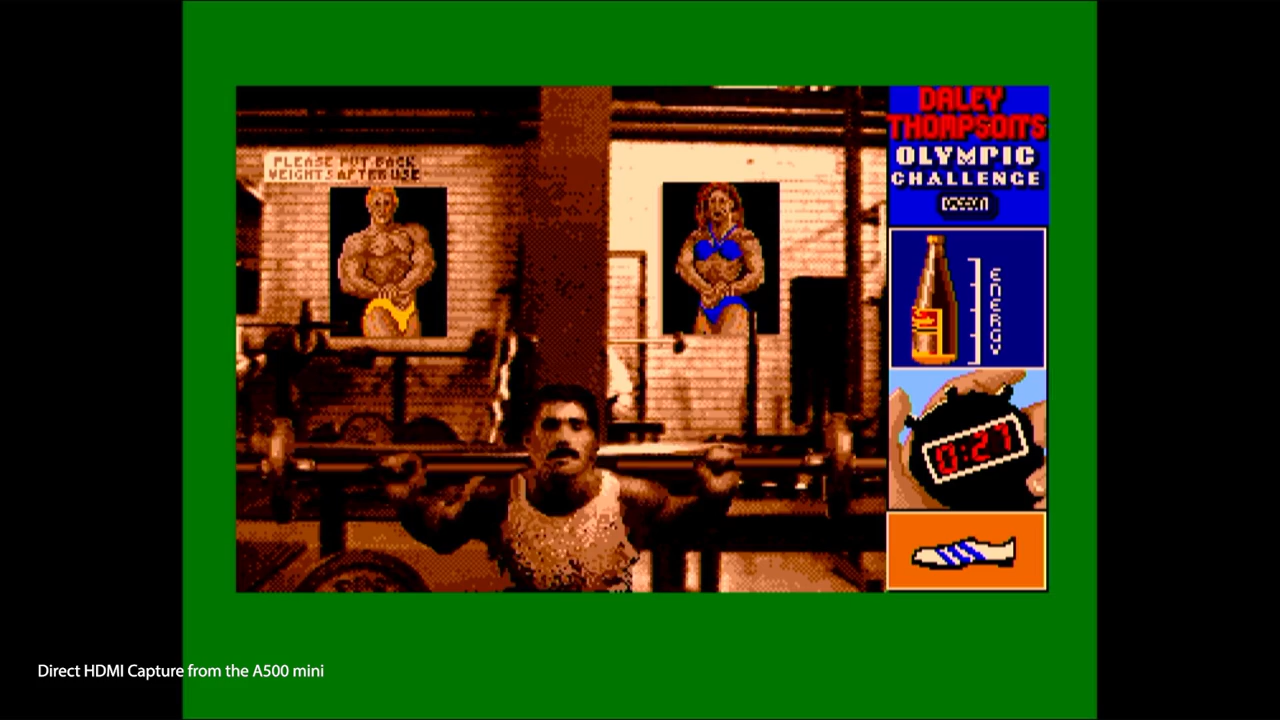 PLEASE PUT BACK
WEIGHTS AFTER USE
DALEY
THOMPSON'S
OLYMPIC
CHALLENGE
ENERGY
0:27
Direct HDMI Capture from the A500 mini